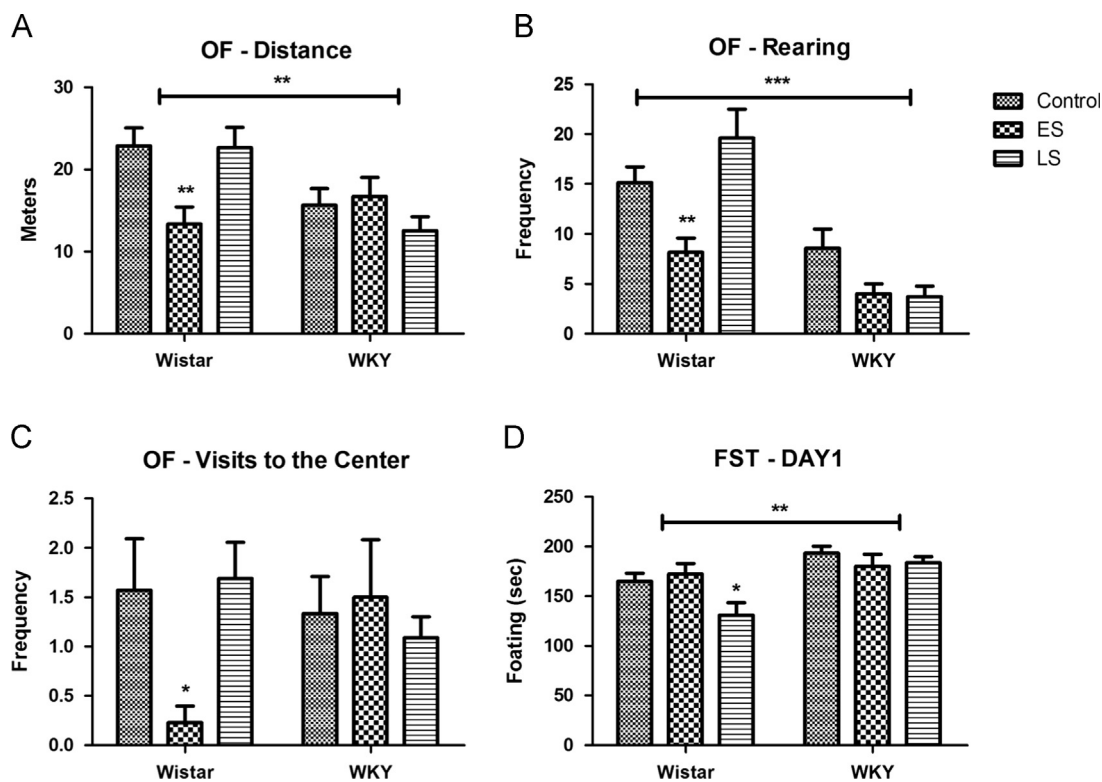 A
OF - Distance
**
30
20
10
0
Meters
**
Wistar
WKY
B
OF - Rearing
***
25
20
15
10
5
0
Frequency
**
Wistar
WKY
Control
ES
LS
C
OF - Visits to the Center
2.5
2.0
1.5
1.0
0.5
0.0
Frequency
*
Wistar
WKY
D
FST - DAY1
**
250
200
150
100
50
0
Foating (sec)
*
Wistar
WKY